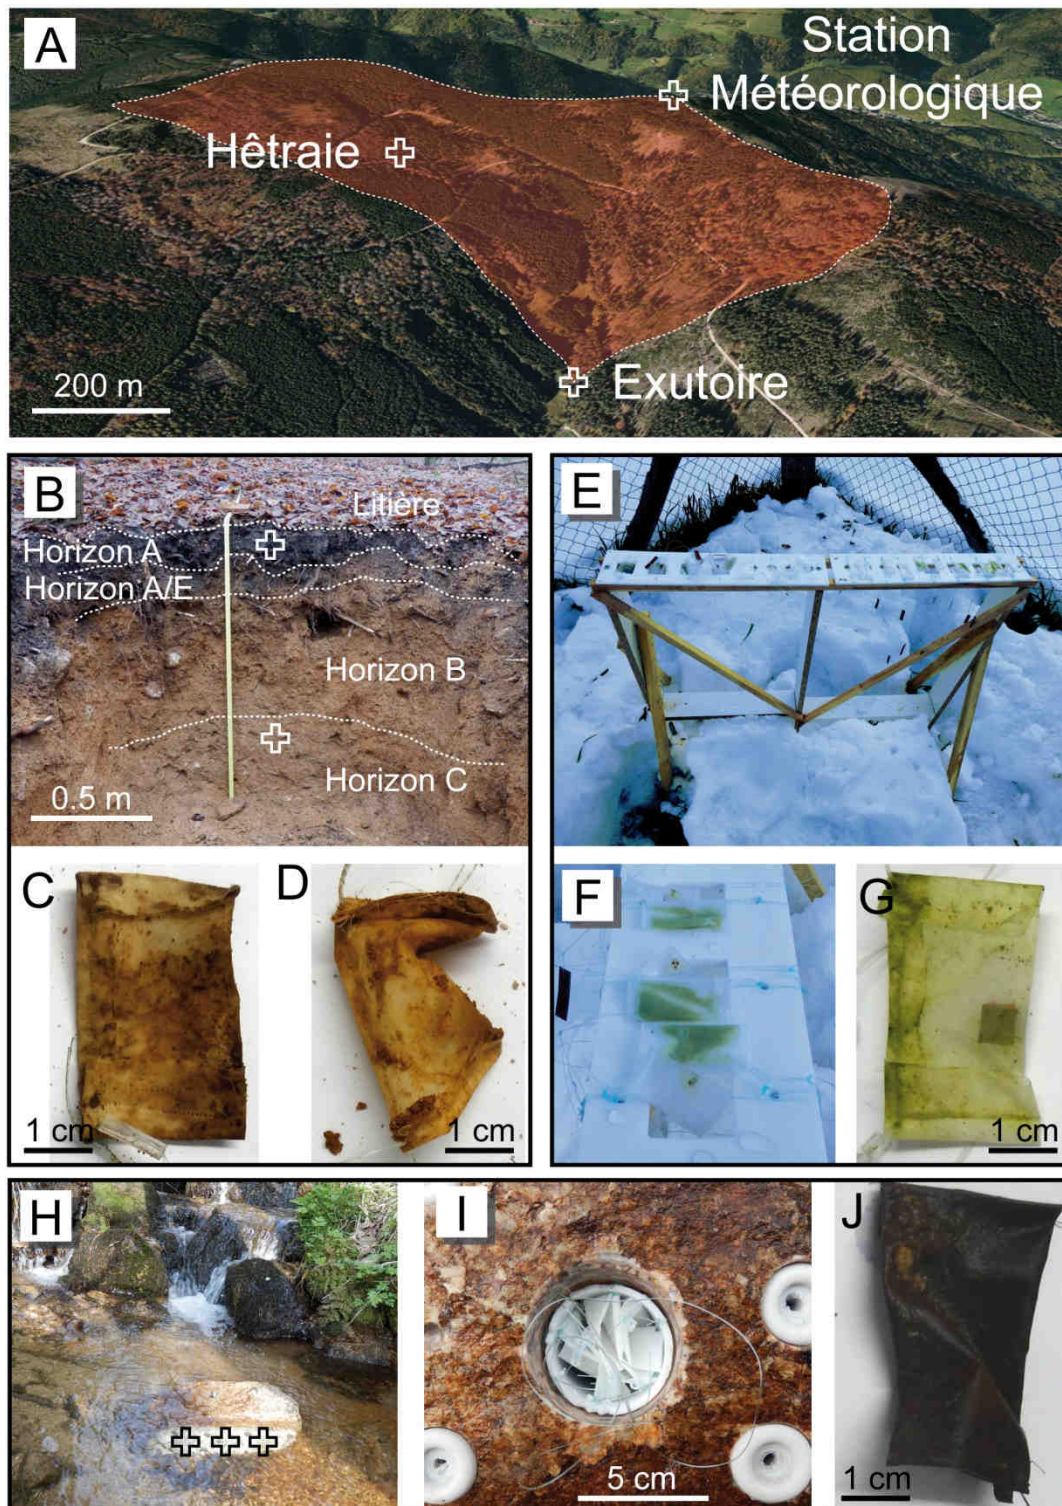 A
Station
Météorologique
Hêtraie
Exutoire
200 m
B
Litière
Horizon A
Horizon A/E
Horizon B
Horizon C
0.5 m
C
1 cm
D
1 cm
E
F
G
1 cm
H
I
5 cm
J
1 cm